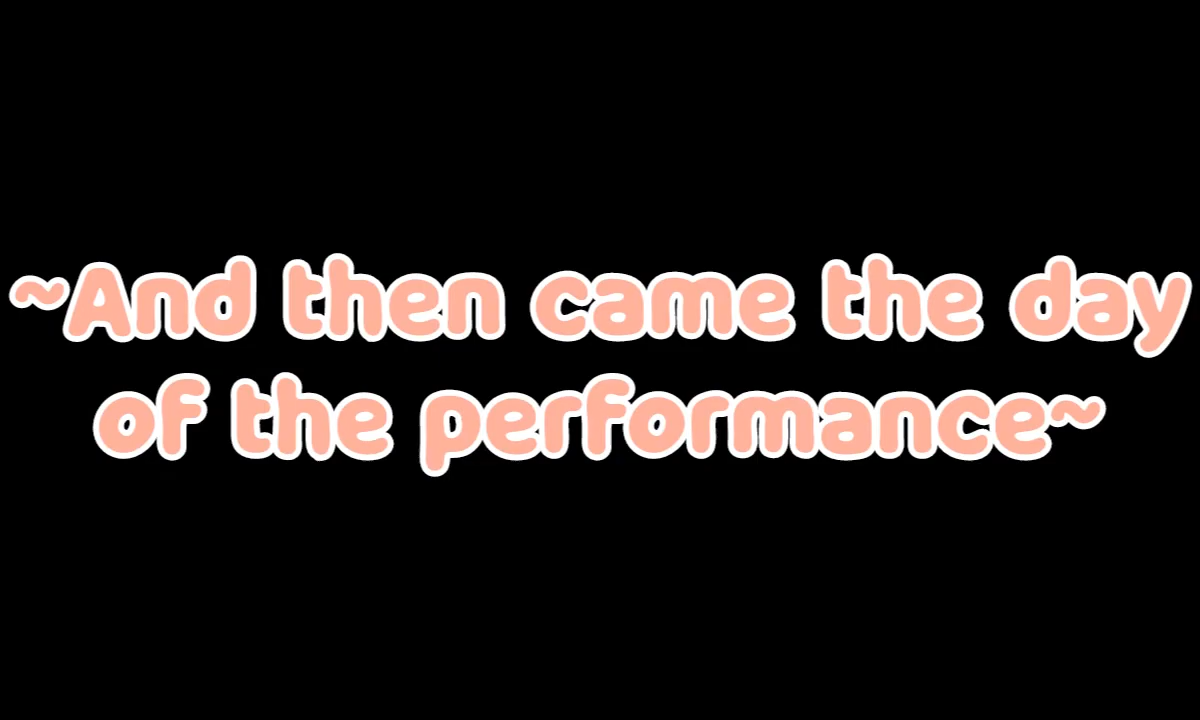 ~And then came the day
of the performance~